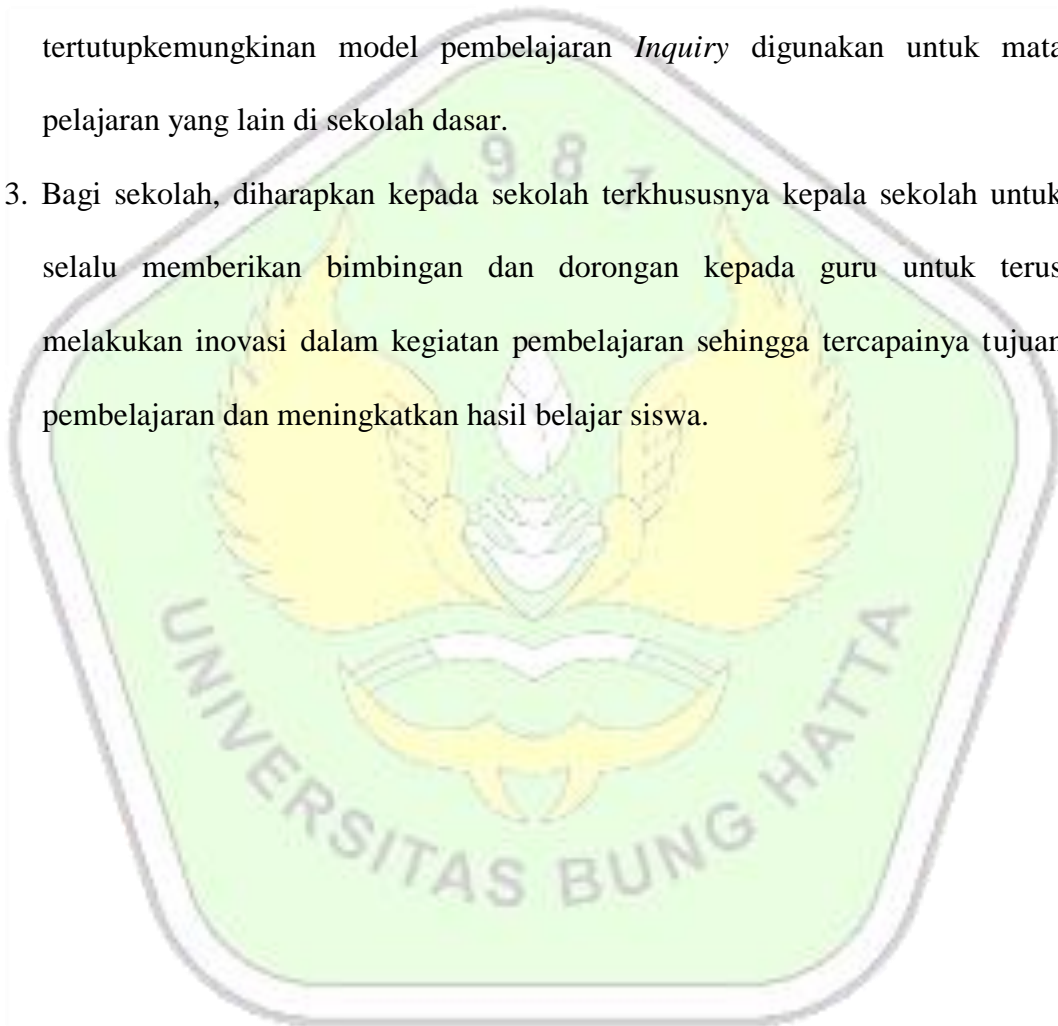 tertutupkemungkinan model pembelajaran Inquiry digunakan untuk mata
pelajaran yang lain di sekolah dasar.
1981
3. Bagi sekolah, diharapkan kepada sekolah terkhususnya kepala sekolah untuk
selalu memberikan bimbingan dan dorongan kepada guru untuk terus
melakukan inovasi dalam kegiatan pembelajaran sehingga tercapainya tujuan
pembelajaran dan meningkatkan hasil belajar siswa.
UNIVERSITAS BUNG HATTA